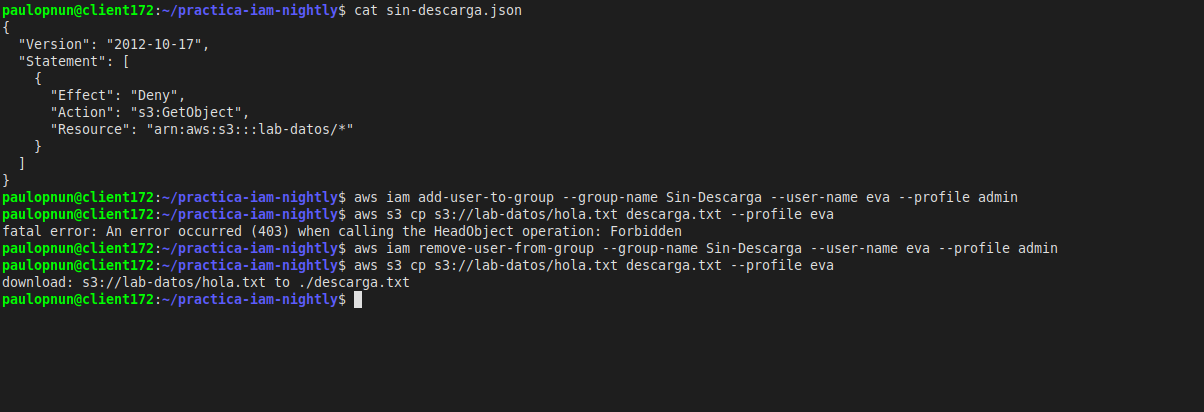 paulopnun@client172:~/practica-iam-nightly$ cat sin-descarga.json
{
  "Version": "2012-10-17",
  "Statement": [
    {
      "Effect": "Deny",
      "Action": "s3:GetObject",
      "Resource": "arn:aws:s3:::lab-datos/*"
    }
  ]
}
paulopnun@client172:~/practica-iam-nightly$ aws iam add-user-to-group --group-name Sin-Descarga --user-name eva --profile admin
paulopnun@client172:~/practica-iam-nightly$ aws s3 cp s3://lab-datos/hola.txt descarga.txt --profile eva
fatal error: An error occurred (403) when calling the HeadObject operation: Forbidden
paulopnun@client172:~/practica-iam-nightly$ aws iam remove-user-from-group --group-name Sin-Descarga --user-name eva --profile admin
paulopnun@client172:~/practica-iam-nightly$ aws s3 cp s3://lab-datos/hola.txt descarga.txt --profile eva
download: s3://lab-datos/hola.txt to ./descarga.txt
paulopnun@client172:~/practica-iam-nightly$